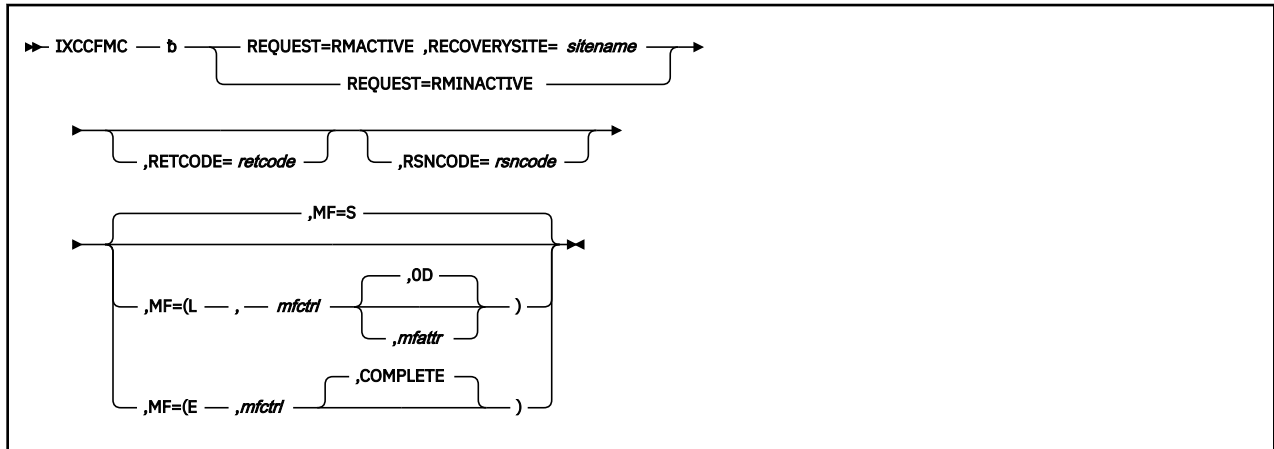 IXCCFMC ƀ REQUEST=RMACTIVE ,RECOVERYSITE= sitename
REQUEST=RMINACTIVE
,RETCODE= retcode ,RSNCODE= rsncode
,MF=S
,MF=(L , mfctrl ,0D )
,mfattr
,MF=(E ,mfctrl ,COMPLETE )